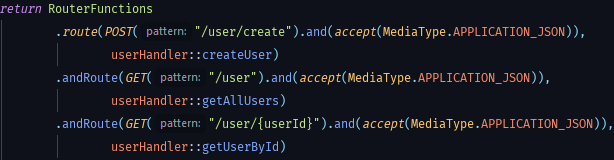 return RouterFunctions
.route(POST( pattern: "/user/create").and(accept(MediaType.APPLICATION_JSON)),
userHandler::createUser)
.andRoute(GET( pattern: "/user").and(accept(MediaType.APPLICATION_JSON)),
userHandler::getAllUsers)
.andRoute(GET( pattern: "/user/{userId}").and(accept(MediaType.APPLICATION_JSON)),
userHandler::getUserById)